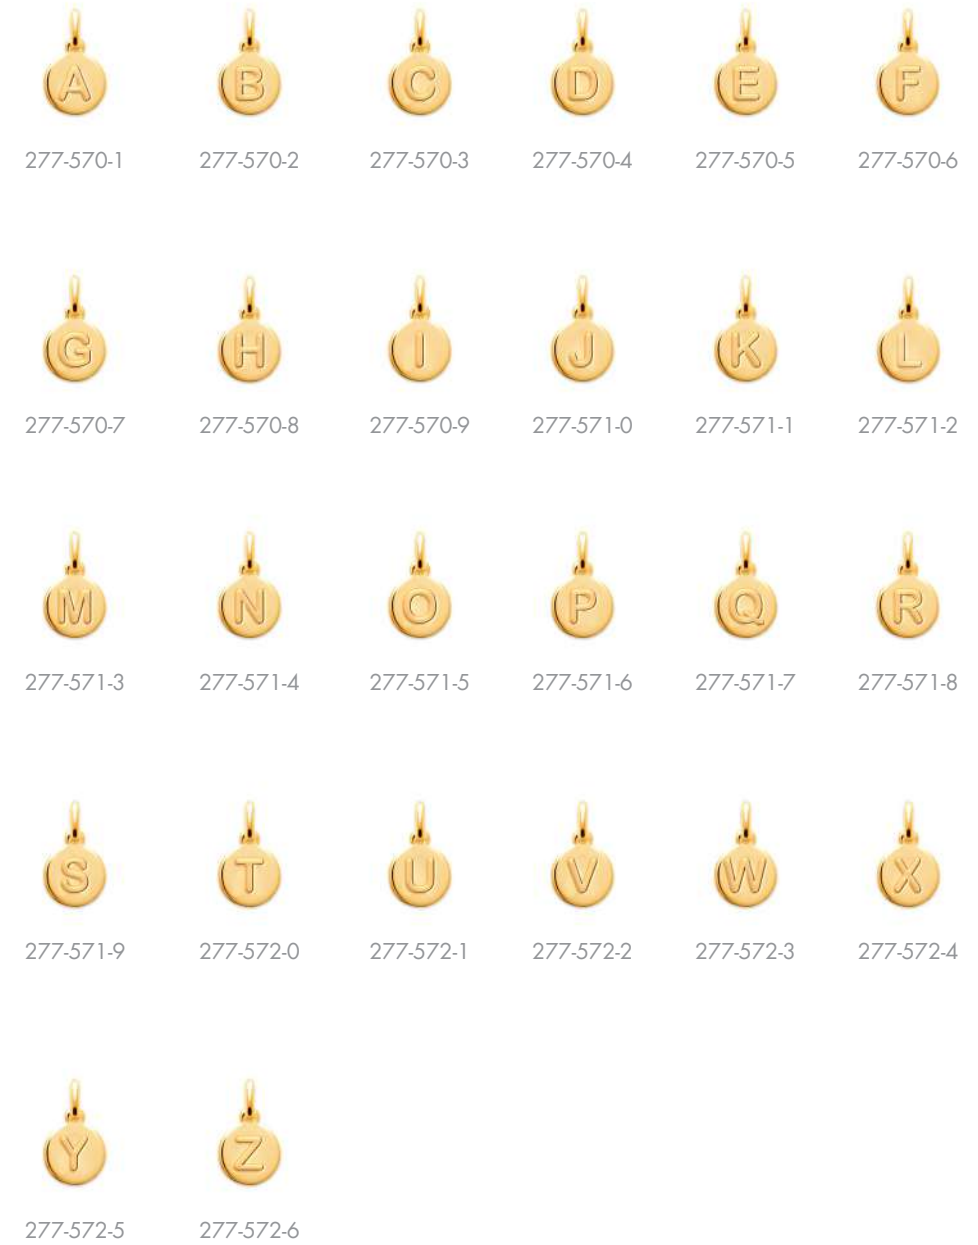 A B C D E F
277-570-1 277-570-2 277-570-3 277-570-4 277-570-5 277-570-6
G H I J K L
277-570-7 277-570-8 277-570-9 277-571-0 277-571-1 277-571-2
M N O P Q R
277-571-3 277-571-4 277-571-5 277-571-6 277-571-7 277-571-8
S T U V W X
277-571-9 277-572-0 277-572-1 277-572-2 277-572-3 277-572-4
Y Z
277-572-5 277-572-6